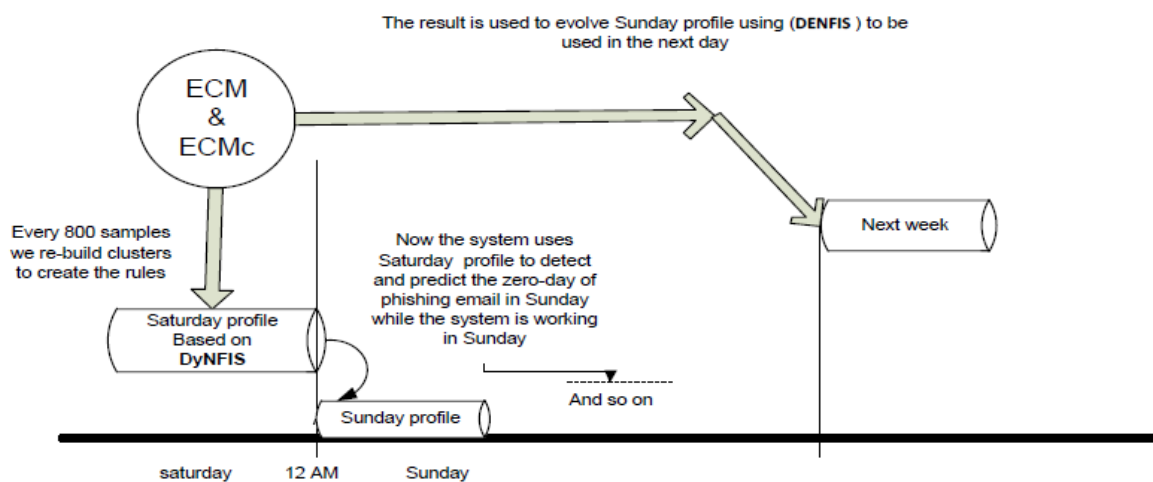 The result is used to evolve Sunday profile using (DENFIS ) to be
used in the next day
ECM
&
ECMc
Every 800 samples
we re-build clusters
to create the rules
Now the system uses
Saturday profile to detect
and predict the zero-day of
phishing email in Sunday
while the system is working
in Sunday
Next week
Saturday profile
Based on
DyNFIS
And so on
Sunday profile
saturday
12 AM
Sunday